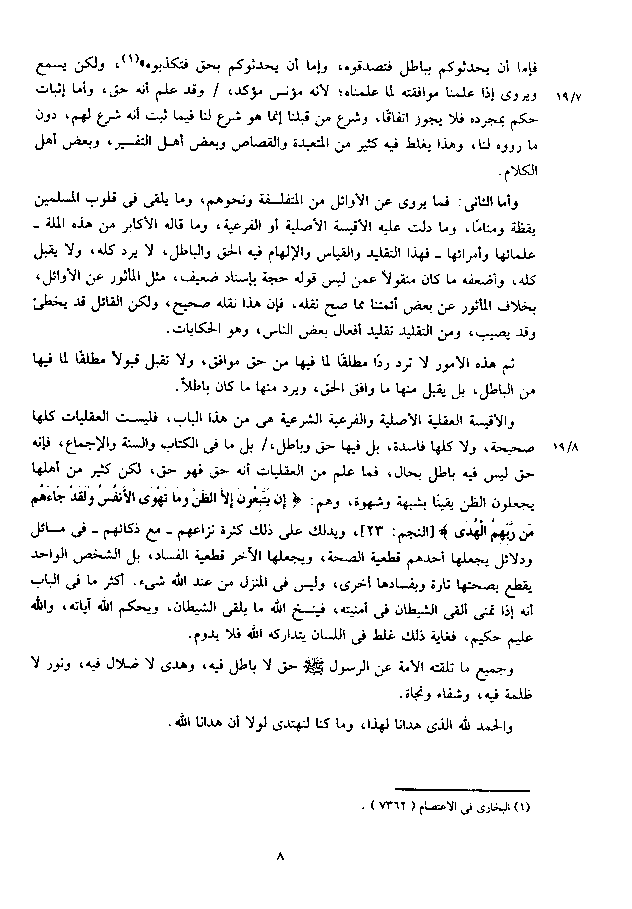 فإما أن يحدثوكم بباطل فتصدقوه، وإما أن يحدثوكم بحق فتكذبوه»(١)، ولكن يسمع
١٩/٧ ويروى إذا علمنا موافقته لما علمناه؛ لأنه مؤنس مؤكد، / وقد علم أنه حق، وأما إثبات
حكم بمجرده فلا يجوز اتفاقًا، وشرع من قبلنا إنما هو شرع لنا فيما ثبت أنه شرع لهم، دون
ما رووه لنا، وهذا يغلط فيه كثير من المتعبدة والقصاص وبعض أهل التفسير، وبعض أهل
الكلام.
وأما الثانى: فما يروى عن الأوائل من المتفلسفة ونحوهم، وما يلقى فى قلوب المسلمين
يقظة ومنامًا، وما دلت عليه الأقيسة الأصلية أو الفرعية، وما قاله الأكابر من هذه الملة ـ
علمائها وأمرائها ـ فهذا التقليد والقياس والإلهام فيه الحق والباطل، لا يرد كله، ولا يقبل
كله، وأضعفه ما كان منقولاً عمن ليس قوله حجة بإسناد ضعيف، مثل المأثور عن الأوائل،
بخلاف المأثور عن بعض أئمتنا مما صح نقله، فإن هذا نقله صحيح، ولكن القائل قد يخطئ
وقد يصيب، ومن التقليد تقليد أفعال بعض الناس، وهو الحكايات.
ثم هذه الأمور لا ترد ردًا مطلقًا لما فيها من حق موافق، ولا تقبل قبولاً مطلقًا لما فيها
من الباطل، بل يقبل منها ما وافق الحق، ويرد منها ما كان باطلاً.
والأقيسة العقلية الأصلية والفرعية الشرعية هى من هذا الباب، فليست العقليات كلها
١٩/٨ صحيحة، ولا كلها فاسدة، بل فيها حق وباطل، / بل ما فى الكتاب والسنة والإجماع، فإنه
حق ليس فيه باطل بحال، فما علم من العقليات أنه حق فهو حق، لكن كثير من أهلها
يجعلون الظن يقينًا بشبهة وشهوة، وهم: ﴿ إِن يَتَّبِعُونَ إِلاَّ الظَّنَّ وَمَا تَهْوَى الأَنفُسُ وَلَقَدْ جَاءَهُم
مِّن رَّبِّهِمُ الْهُدَى ﴾ [النجم: ٢٣]، ويدلك على ذلك كثرة نزاعهم ـ مع ذكائهم ـ فى مسائل
ودلائل يجعلها أحدهم قطعية الصحة، ويجعلها الآخر قطعية الفساد، بل الشخص الواحد
يقطع بصحتها تارة وبفسادها أخرى، وليس فى المنزل من عند الله شىء. أكثر ما فى الباب
أنه إذا تمنى ألقى الشيطان فى أمنيته، فينسخ الله ما يلقى الشيطان، ويحكم الله آياته، والله
عليم حكيم، فغاية ذلك غلط فى اللسان يتداركه الله فلا يدوم.
وجميع ما تلقته الأمة عن الرسول ﷺ حق لا باطل فيه، وهدى لا ضلال فيه، ونور لا
ظلمة فيه، وشفاء ونجاة.
والحمد لله الذى هدانا لهذا، وما كنا لنهتدى لولا أن هدانا الله.
(١) البخارى فى الاعتصام ( ٧٣٦٢ ) .
٨